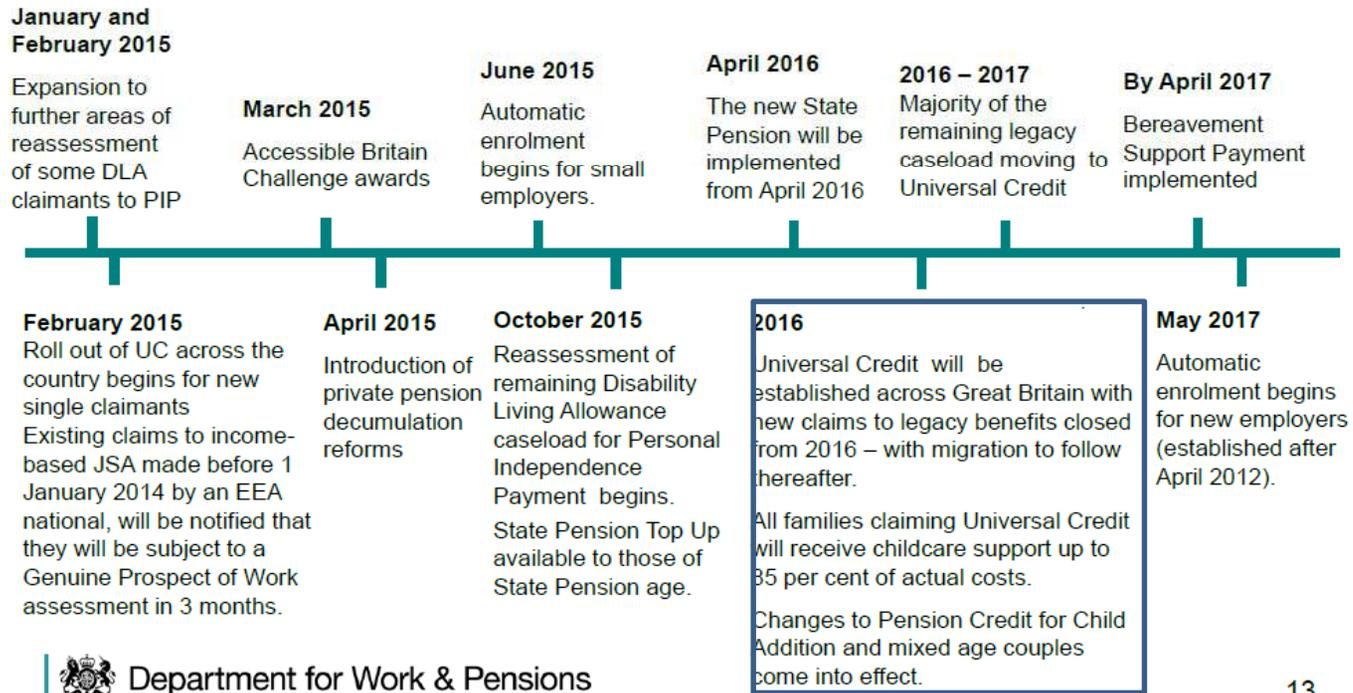 January and
February 2015
Expansion to
further areas of
reassessment
of some DLA
claimants to PIP
March 2015
Accessible Britain
Challenge awards
June 2015
Automatic
enrolment
begins for small
employers.
April 2016
The new State
Pension will be
implemented
from April 2016
2016 – 2017
Majority of the
remaining legacy
caseload moving to
Universal Credit
By April 2017
Bereavement
Support Payment
implemented
February 2015
Roll out of UC across the
country begins for new
single claimants
Existing claims to income-
based JSA made before 1
January 2014 by an EEA
national, will be notified that
they will be subject to a
Genuine Prospect of Work
assessment in 3 months.
April 2015
Introduction of
private pension
decumulation
reforms
October 2015
Reassessment of
remaining Disability
Living Allowance
caseload for Personal
Independence
Payment begins.
State Pension Top Up
available to those of
State Pension age.
2016
Universal Credit will be
established across Great Britain with
new claims to legacy benefits closed
from 2016 – with migration to follow
thereafter.
All families claiming Universal Credit
will receive childcare support up to
85 per cent of actual costs.
Changes to Pension Credit for Child
Addition and mixed age couples
come into effect.
May 2017
Automatic
enrolment begins
for new employers
(established after
April 2012).
Department for Work & Pensions
13